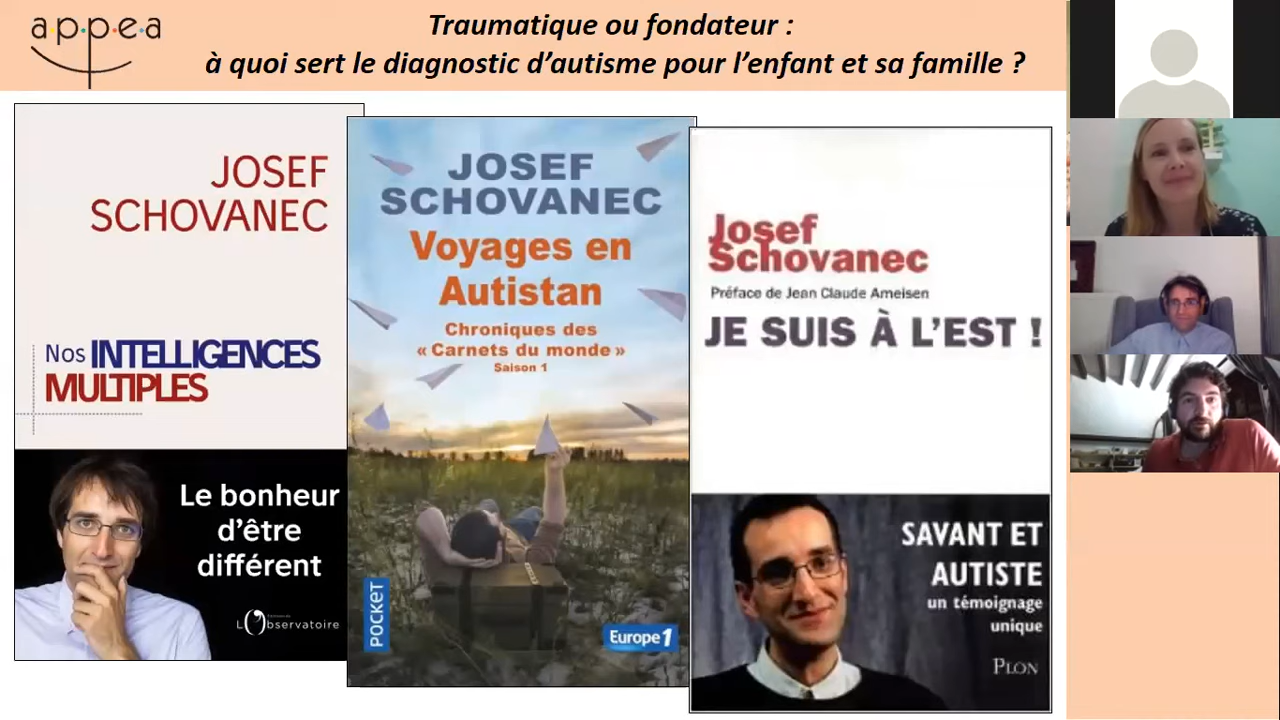 a·p·p·e·a
Traumatique ou fondateur :
à quoi sert le diagnostic d'autisme pour l'enfant et sa famille ?
JOSEF
SCHOVANEC
Nos INTELLIGENCES
MULTIPLES
Le bonheur
d'être
différent
L'Observatoire
JOSEF
SCHOVANEC
Voyages en
Autistan
Chroniques des
« Carnets du monde »
Saison 1
POCKET
Europe 1
Josef
Schovanec
Préface de Jean Claude Ameisen
JE SUIS À L'EST !
SAVANT ET
AUTISTE
un témoignage
unique
PLON